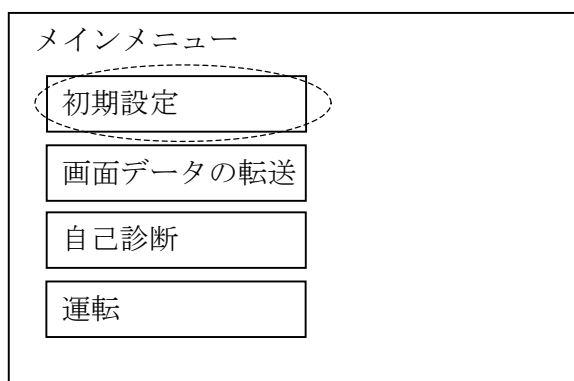 メインメニュー
初期設定
画面データの転送
自己診断
運転